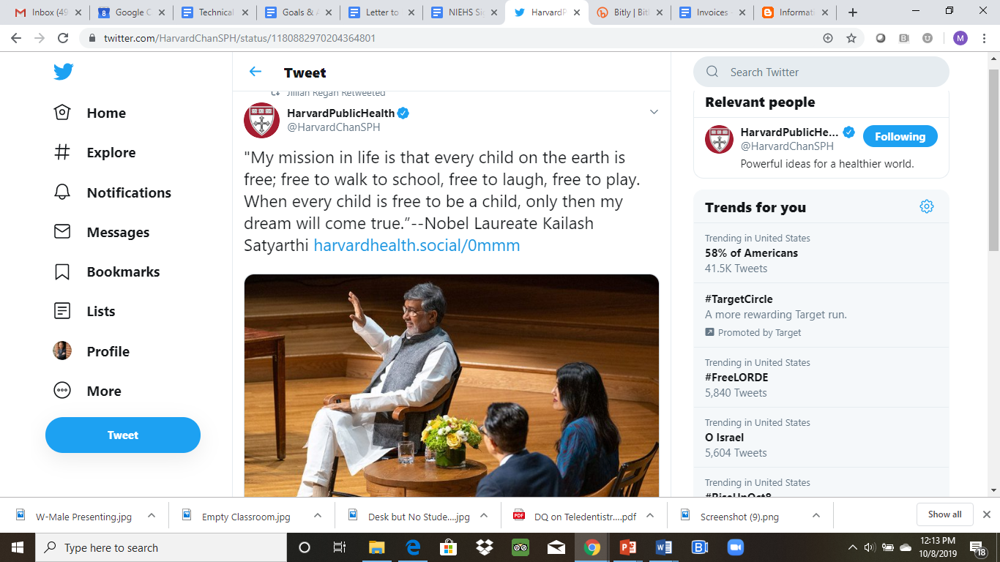 Inbox (49
Google C
Technical
Goals & A
Letter to
NIEHS Sig
HarvardP
Bitly | Bitl
Invoices -
Informati
twitter.com/HarvardChanSPH/status/1180882970204364801
M
Home
Explore
Notifications
Messages
Bookmarks
Lists
Profile
More
Tweet
Tweet
Jillian Regan Retweeted
HarvardPublicHealth
@HarvardChanSPH
"My mission in life is that every child on the earth is
free; free to walk to school, free to laugh, free to play.
When every child is free to be a child, only then my
dream will come true.”--Nobel Laureate Kailash
Satyarthi harvardhealth.social/0mmm
Search Twitter
Relevant people
HarvardPublicHe...
@HarvardChanSPH
Following
Powerful ideas for a healthier world.
Trends for you
Trending in United States
58% of Americans
41.5K Tweets
#TargetCircle
A more rewarding Target run.
Promoted by Target
Trending in United States
#FreeLORDE
5,840 Tweets
Trending in United States
O Israel
5,604 Tweets
Trending in United States
#RiseUpOct8
W-Male Presenting.jpg
Empty Classroom.jpg
Desk but No Stude....jpg
DQ on Teledentistr....pdf
Screenshot (9).png
Show all
Type here to search
12:13 PM
10/8/2019
18